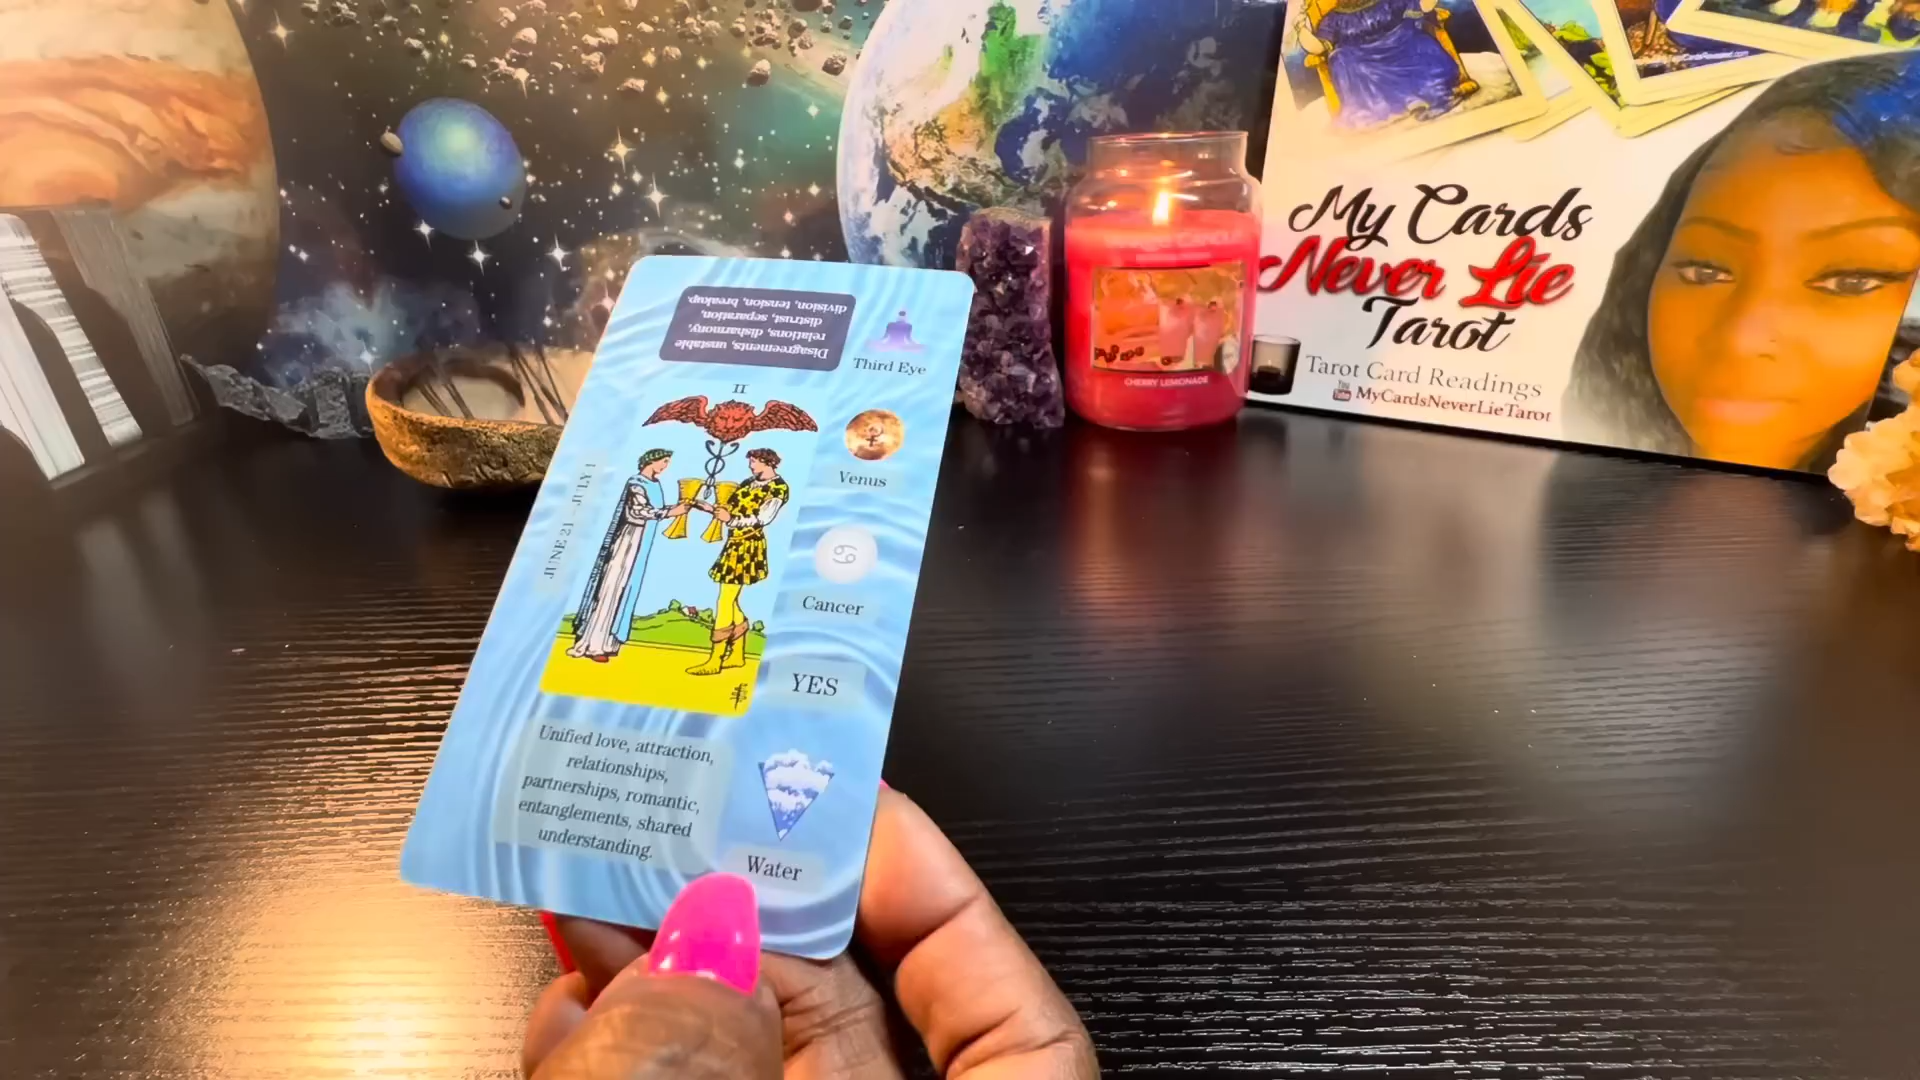 Disagreements, unstable
relations, disharmony,
distrust, separation,
division, tension, breakup.
Third Eye
II
Venus
JUNE 21 - JULY 1
Cancer
YES
Unified love, attraction,
relationships,
partnerships, romantic,
entanglements, shared
understanding.
Water
CHERRY LEMONADE
My Cards
Never Lie
Tarot
Tarot Card Readings
You
Tube
MyCardsNeverLieTarot